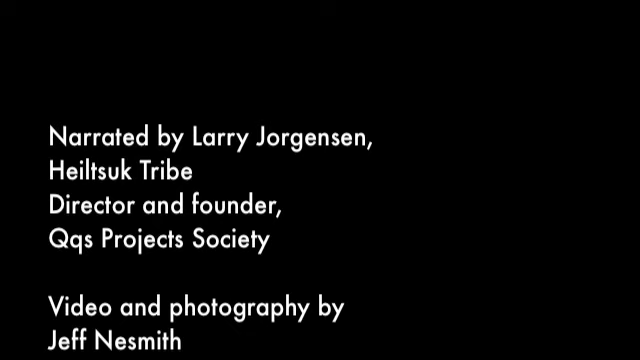 Narrated by Larry Jorgensen,
Heiltsuk Tribe
Director and founder,
Qqs Projects Society
Video and photography by
Jeff Nesmith